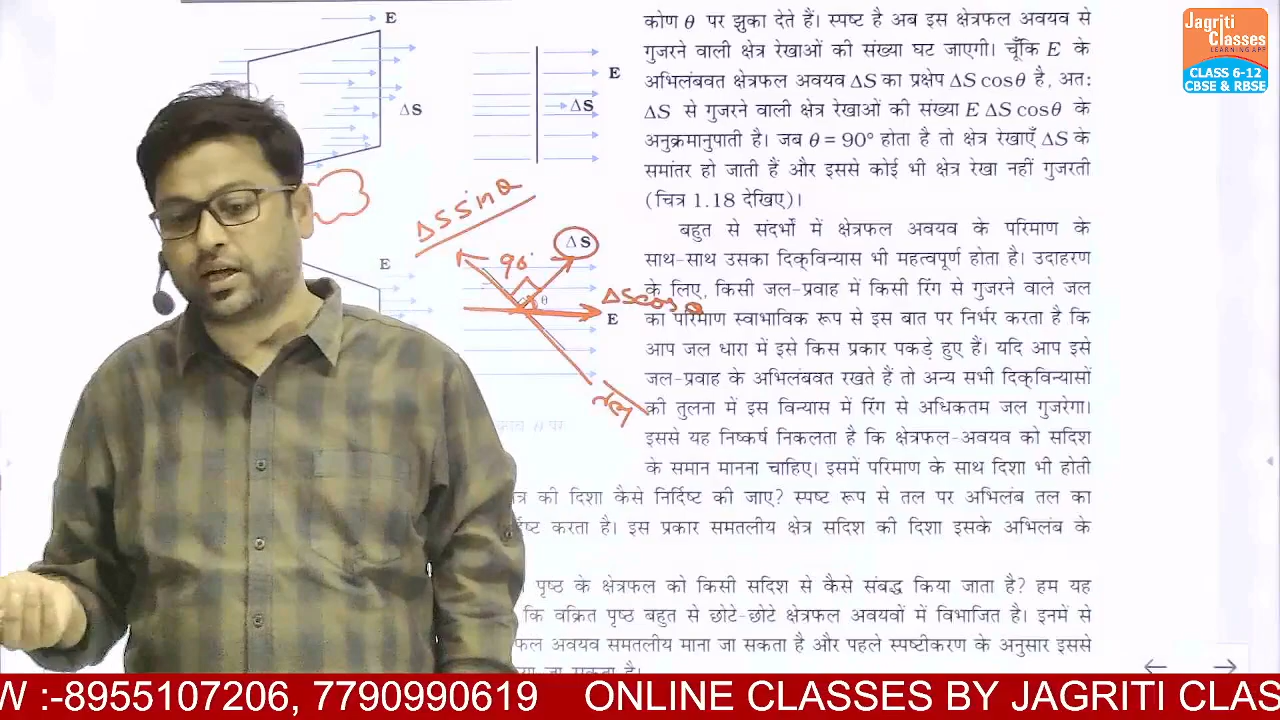 E
ΔS
E
ΔS
E
ΔS sinθ
90°
ΔS
θ
ΔScosθ
E
तल
θ पर
कोण θ पर झुका देते हैं। स्पष्ट है अब इस क्षेत्रफल अवयव से
गुजरने वाली क्षेत्र रेखाओं की संख्या घट जाएगी। चूँकि E के
अभिलंबवत क्षेत्रफल अवयव ΔS का प्रक्षेप ΔS cosθ है, अत:
ΔS से गुजरने वाली क्षेत्र रेखाओं की संख्या E ΔS cosθ के
अनुक्रमानुपाती है। जब θ = 90° होता है तो क्षेत्र रेखाएँ ΔS के
समांतर हो जाती हैं और इससे कोई भी क्षेत्र रेखा नहीं गुजरती
(चित्र 1.18 देखिए)।
बहुत से संदर्भों में क्षेत्रफल अवयव के परिमाण के
साथ-साथ उसका दिक्विन्यास भी महत्वपूर्ण होता है। उदाहरण
के लिए, किसी जल-प्रवाह में किसी रिंग से गुजरने वाले जल
का परिमाण स्वाभाविक रूप से इस बात पर निर्भर करता है कि
आप जल धारा में इसे किस प्रकार पकड़े हुए हैं। यदि आप इसे
जल-प्रवाह के अभिलंबवत रखते हैं तो अन्य सभी दिक्विन्यासों
की तुलना में इस विन्यास में रिंग से अधिकतम जल गुजरेगा।
इससे यह निष्कर्ष निकलता है कि क्षेत्रफल-अवयव को सदिश
के समान मानना चाहिए। इसमें परिमाण के साथ दिशा भी होती
की दिशा कैसे निर्दिष्ट की जाए? स्पष्ट रूप से तल पर अभिलंब तल का
करता है। इस प्रकार समतलीय क्षेत्र सदिश की दिशा इसके अभिलंब के
पृष्ठ के क्षेत्रफल को किसी सदिश से कैसे संबद्ध किया जाता है? हम यह
कि वक्रित पृष्ठ बहुत से छोटे-छोटे क्षेत्रफल अवयवों में विभाजित है। इनमें से
अवयव समतलीय माना जा सकता है और पहले स्पष्टीकरण के अनुसार इससे
Jagriti
Classes
LEARNING APP
CLASS 6-12
CBSE & RBSE
W :-8955107206, 7790990619 ONLINE CLASSES BY JAGRITI CLAS